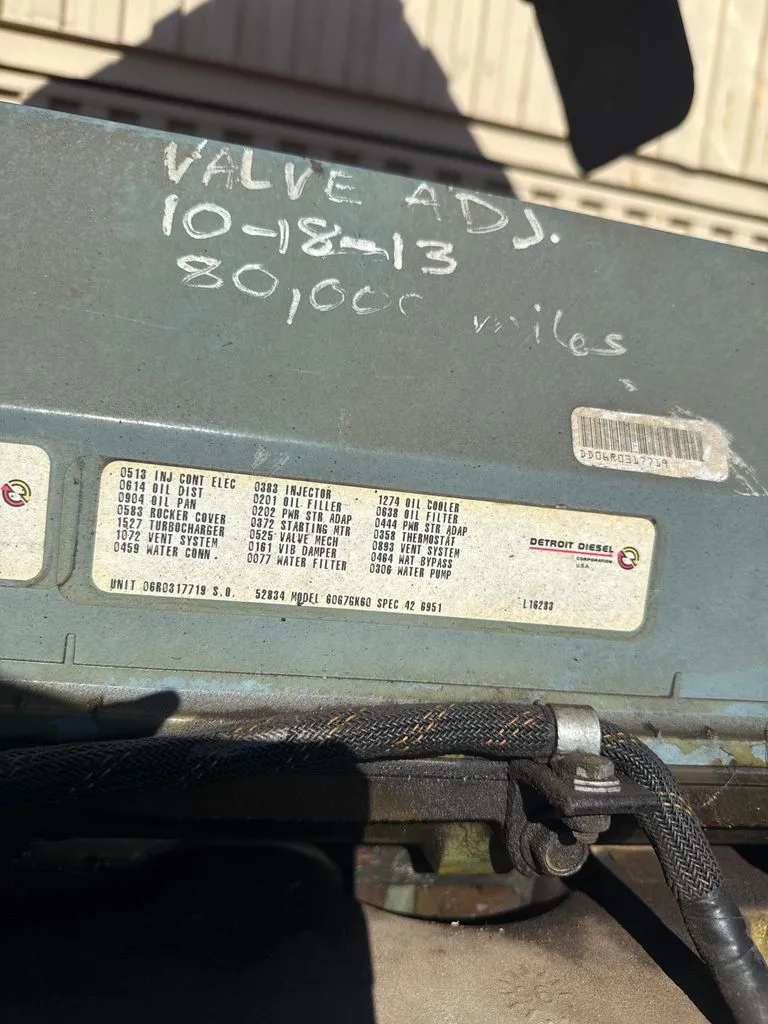 VALVE ADJ.
10-18-13
80,000 miles
DD06R0317719
0513 INJ CONT ELEC
0614 OIL DIST
0904 OIL PAN
0583 ROCKER COVER
1527 TURBOCHARGER
1072 VENT SYSTEM
0459 WATER CONN.
0383 INJECTOR
0201 OIL FILLER
0202 PWR STR ADAP
0372 STARTING MTR
0525 VALVE MECH
0161 VIB DAMPER
0077 WATER FILTER
1274 OIL COOLER
0638 OIL FILTER
0444 PWR STR ADAP
0358 THERMOSTAT
0893 VENT SYSTEM
0464 WAT BYPASS
0306 WATER PUMP
DETROIT DIESEL
CORPORATION
U.S.A.
UNIT 06R0317719 S.O. 52834 MODEL 6067GK60 SPEC 42 6951 L16283